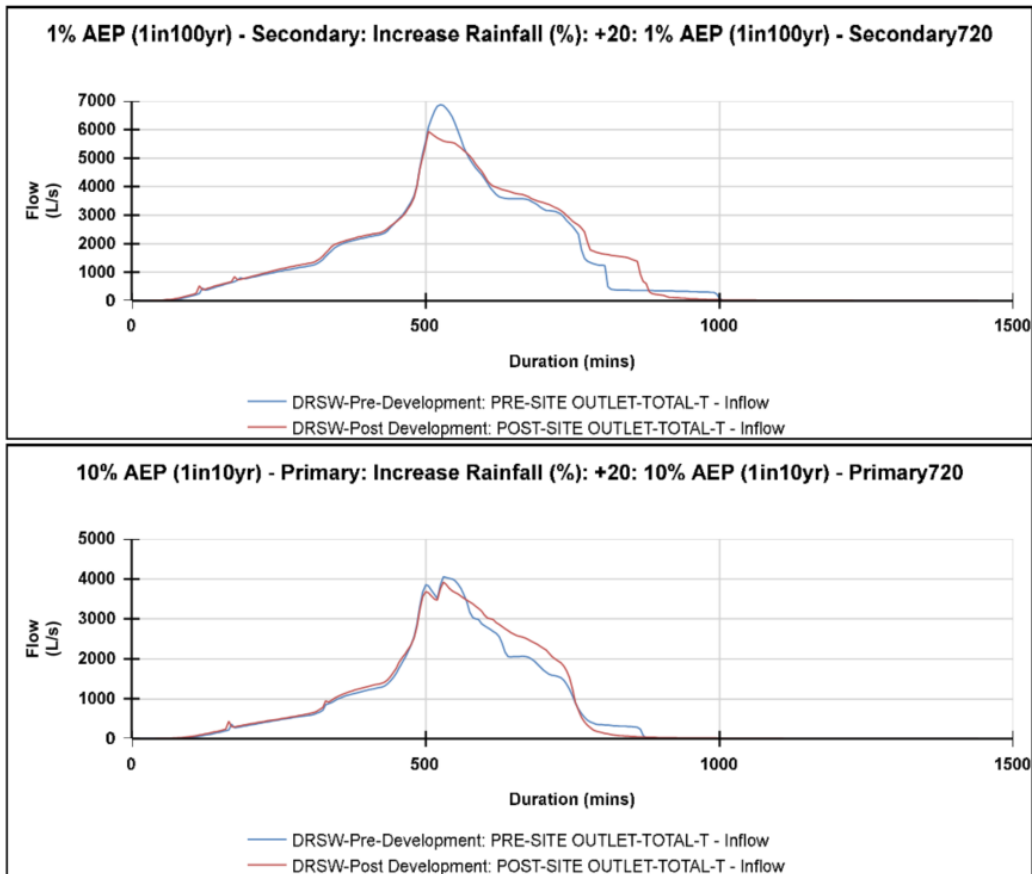 1% AEP (1in100yr) - Secondary: Increase Rainfall (%): +20: 1% AEP (1in100yr) - Secondary720
7000
6000
5000
4000
3000
2000
1000
0
Flow
(L/s)
0
500
1000
1500
Duration (mins)
DRSW-Pre-Development: PRE-SITE OUTLET-TOTAL-T - Inflow
DRSW-Post Development: POST-SITE OUTLET-TOTAL-T - Inflow
10% AEP (1in10yr) - Primary: Increase Rainfall (%): +20: 10% AEP (1in10yr) - Primary720
5000
4000
3000
2000
1000
0
Flow
(L/s)
0
500
1000
1500
Duration (mins)
DRSW-Pre-Development: PRE-SITE OUTLET-TOTAL-T - Inflow
DRSW-Post Development: POST-SITE OUTLET-TOTAL-T - Inflow